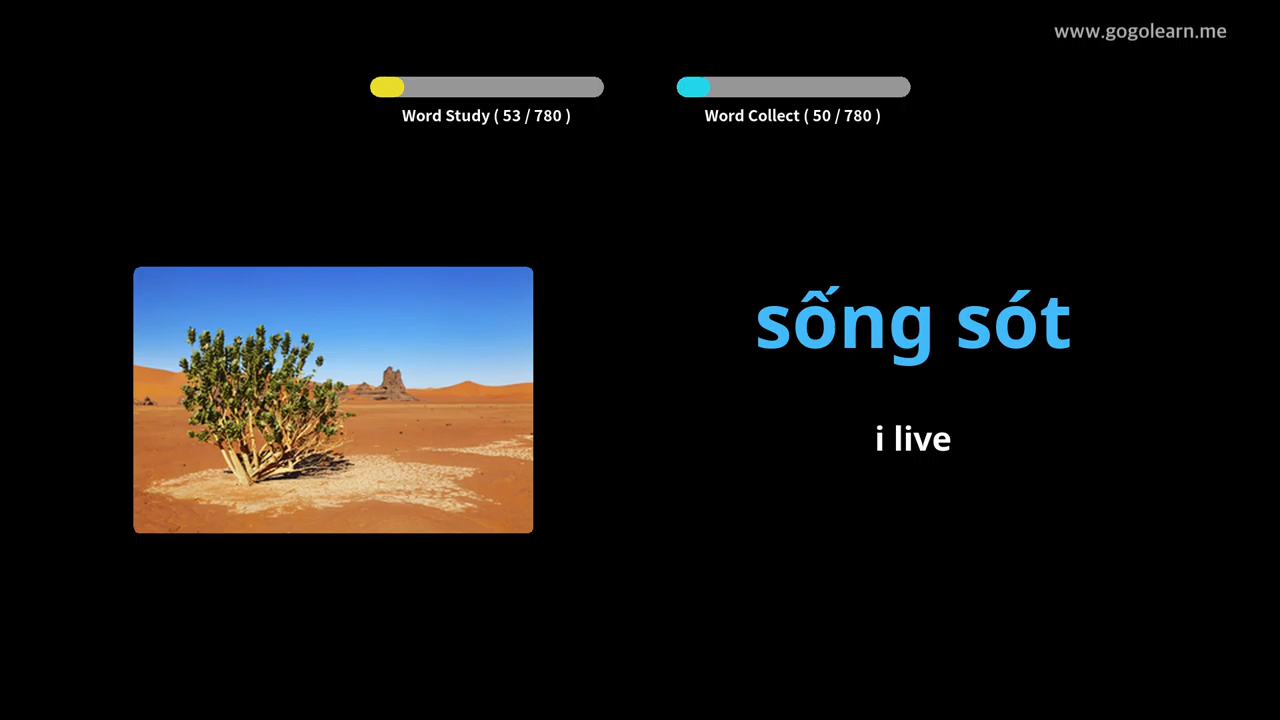 www.gogolearn.me
Word Study ( 53 / 780 )
Word Collect ( 50 / 780 )
sống sót
i live